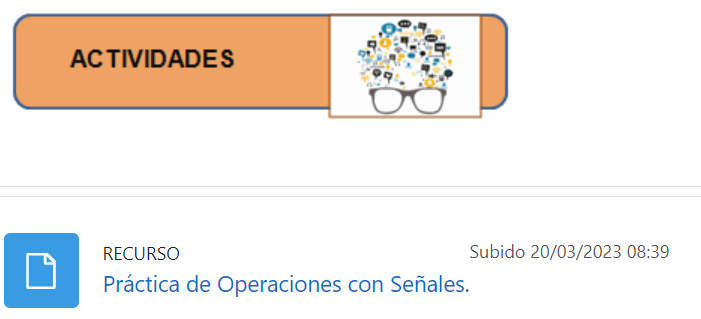 ACTIVIDADES
RECURSO
Subido 20/03/2023 08:39
Práctica de Operaciones con Señales.